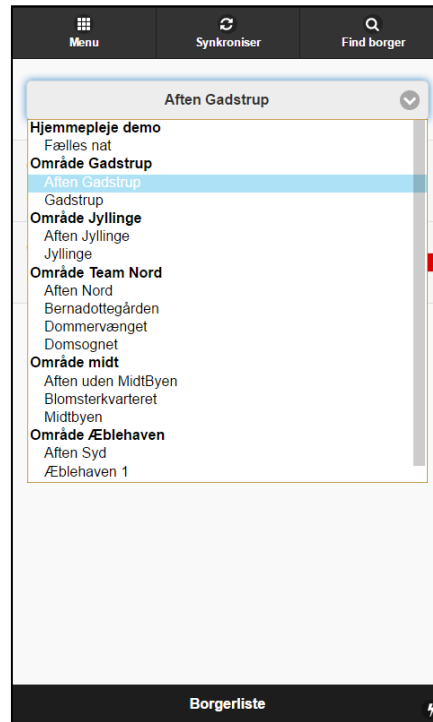 Menu
Synkroniser
Find borger
Aften Gadstrup
Hjemmepleje demo
Fælles nat
Område Gadstrup
Aften Gadstrup
Gadstrup
Område Jyllinge
Aften Jyllinge
Jyllinge
Område Team Nord
Aften Nord
Bernadottegården
Dommervænget
Domsognet
Område midt
Aften uden MidtByen
Blomsterkvarteret
Midtbyen
Område Æblehaven
Aften Syd
Æblehaven 1
Borgerliste